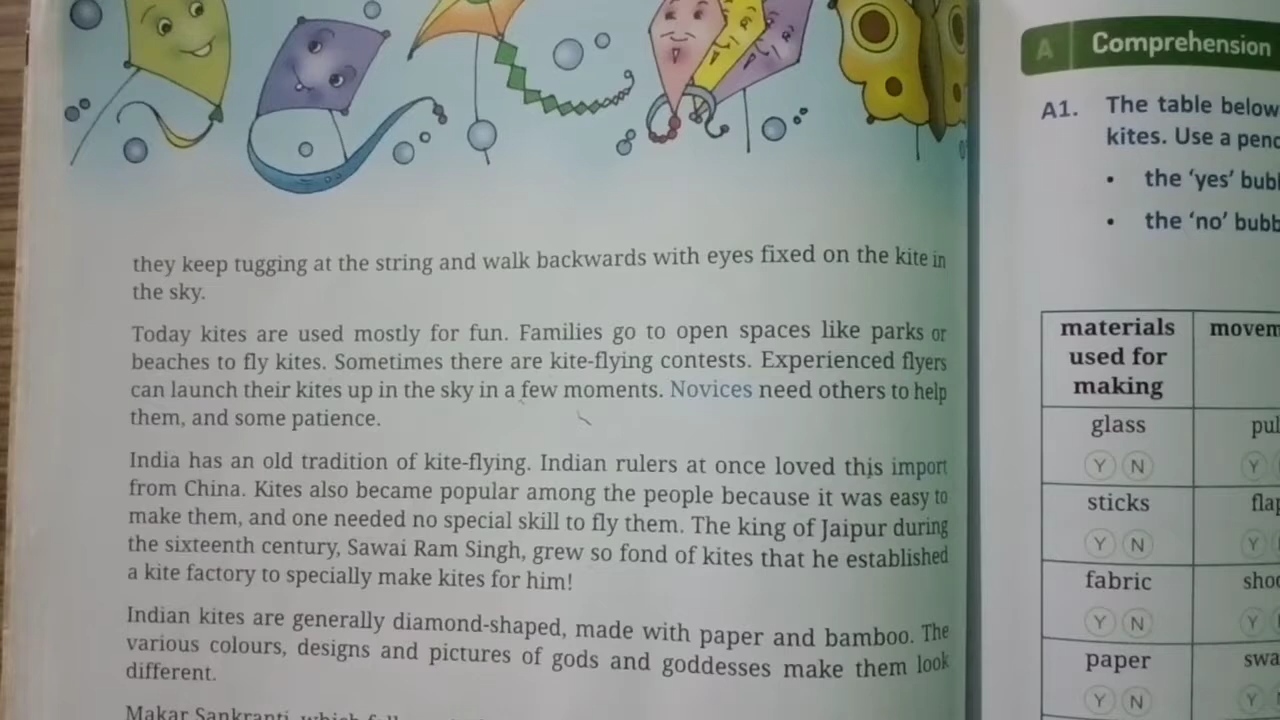 they keep tugging at the string and walk backwards with eyes fixed on the kite in
the sky.
Today kites are used mostly for fun. Families go to open spaces like parks or
beaches to fly kites. Sometimes there are kite-flying contests. Experienced flyers
can launch their kites up in the sky in a few moments. Novices need others to help
them, and some patience.
India has an old tradition of kite-flying. Indian rulers at once loved this import
from China. Kites also became popular among the people because it was easy to
make them, and one needed no special skill to fly them. The king of Jaipur during
the sixteenth century, Sawai Ram Singh, grew so fond of kites that he established
a kite factory to specially make kites for him!
Indian kites are generally diamond-shaped, made with paper and bamboo. The
various colours, designs and pictures of gods and goddesses make them look
different.
Makar Sankranti, which
A Comprehension
A1. The table below
kites. Use a
• the ‘yes’
• the ‘no’
materials
used for
making
glass
Y N Y
sticks
Y N Y
fabric
Y N Y
paper
Y N Y